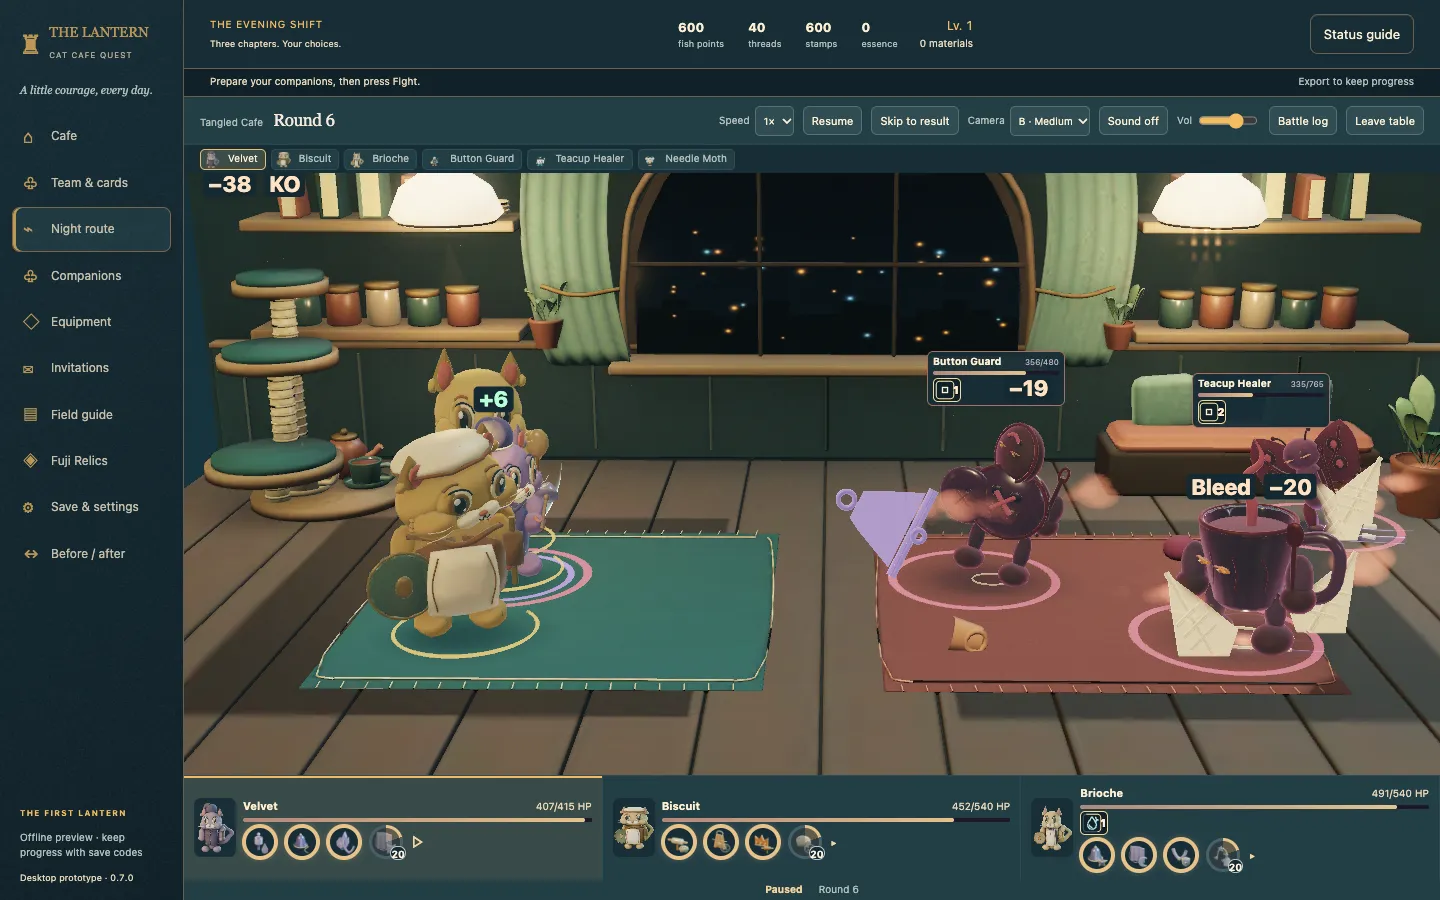 THE LANTERN
CAT CAFE QUEST
A little courage, every day.
Cafe
Team & cards
Night route
Companions
Equipment
Invitations
Field guide
Fuji Relics
Save & settings
Before / after
THE FIRST LANTERN
Offline preview · keep
progress with save codes
Desktop prototype · 0.7.0
THE EVENING SHIFT
Three chapters. Your choices.
600
fish points
40
threads
600
stamps
0
essence
Lv. 1
0 materials
Status guide
Prepare your companions, then press Fight.
Export to keep progress
Tangled Cafe
Round 6
Speed
1×
Resume
Skip to result
Camera
B · Medium
Sound off
Vol
Battle log
Leave table
Velvet
Biscuit
Brioche
Button Guard
Teacup Healer
Needle Moth
−38 KO
+6
Button Guard 356/480
1
−19
Teacup Healer 335/765
2
Bleed −20
Velvet 407/415 HP
20
Biscuit 452/540 HP
20
Brioche 491/540 HP
1
20
Paused Round 6